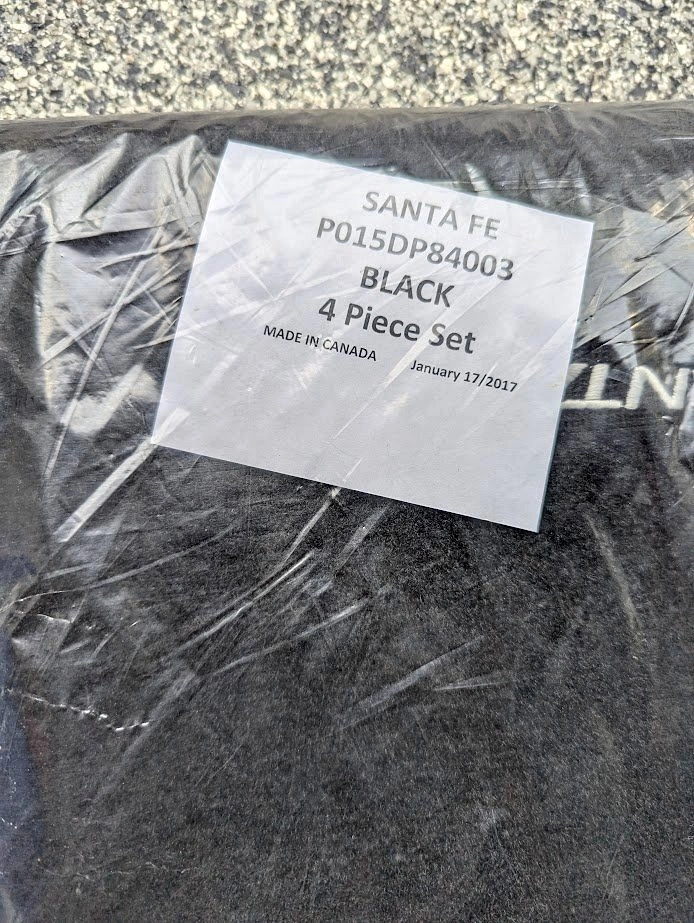 SANTA FE
P015DP84003
BLACK
4 Piece Set
MADE IN CANADA January 17/2017